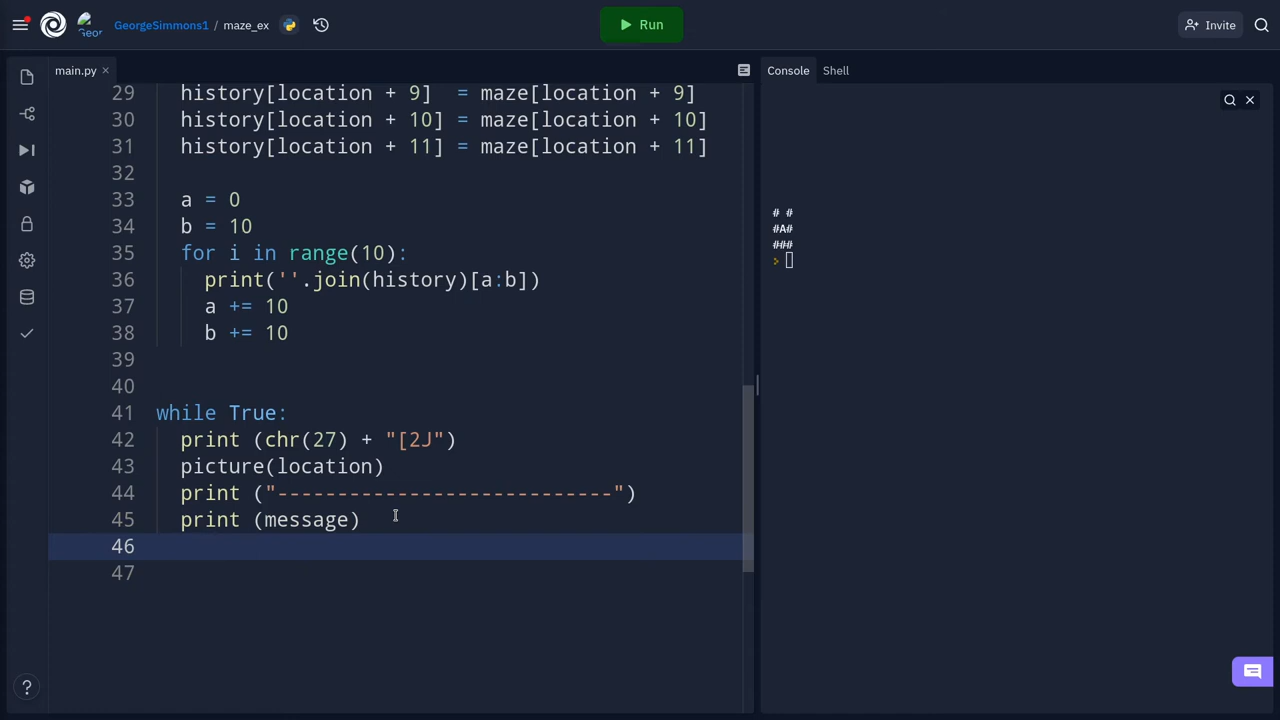 Geor
GeorgeSimmons1 / maze_ex
Run
Invite
main.py
Console
Shell
29 history[location + 9]  = maze[location + 9]
30 history[location + 10] = maze[location + 10]
31 history[location + 11] = maze[location + 11]
32
33 a = 0
34 b = 10
35 for i in range(10):
36 print(''.join(history)[a:b])
37 a += 10
38 b += 10
39
40
41 while True:
42 print (chr(27) + "[2J")
43 picture(location)
44 print ("----------------------------")
45 print (message)
46
47
# #
#A#
###
>
?